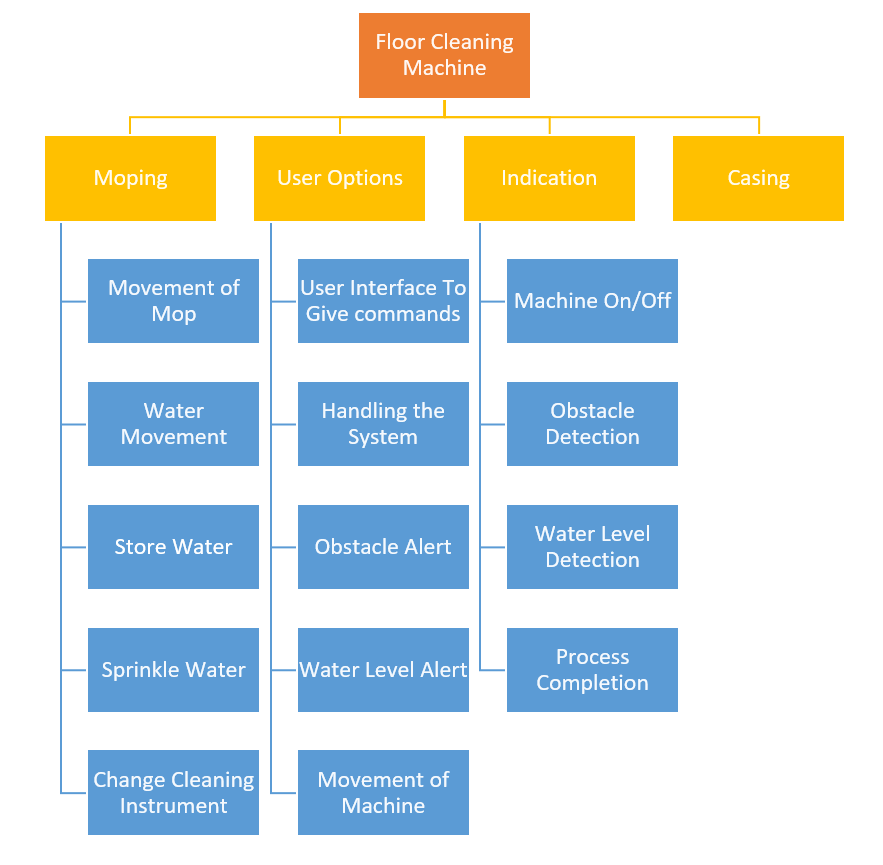 Floor Cleaning
Machine
Moping
User Options
Indication
Casing
Movement of
Mop
Water
Movement
Store Water
Sprinkle Water
Change Cleaning
Instrument
User Interface To
Give commands
Handling the
System
Obstacle Alert
Water Level Alert
Movement of
Machine
Machine On/Off
Obstacle
Detection
Water Level
Detection
Process
Completion